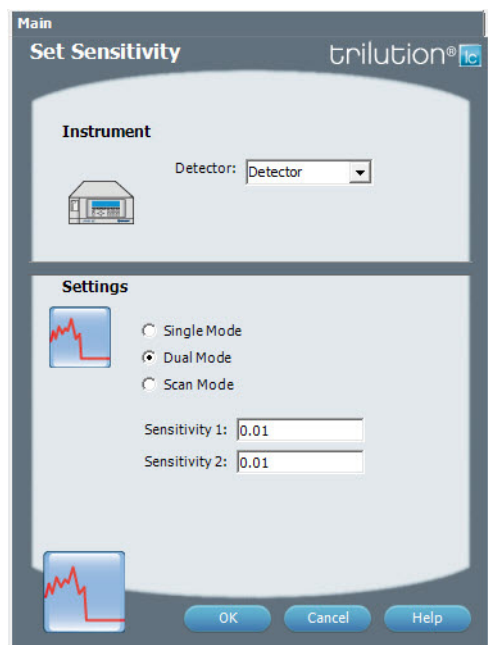 Main
Set Sensitivity
trilution® lc
Instrument
Detector: Detector
Settings
Single Mode
Dual Mode
Scan Mode
Sensitivity 1: 0.01
Sensitivity 2: 0.01
OK Cancel Help